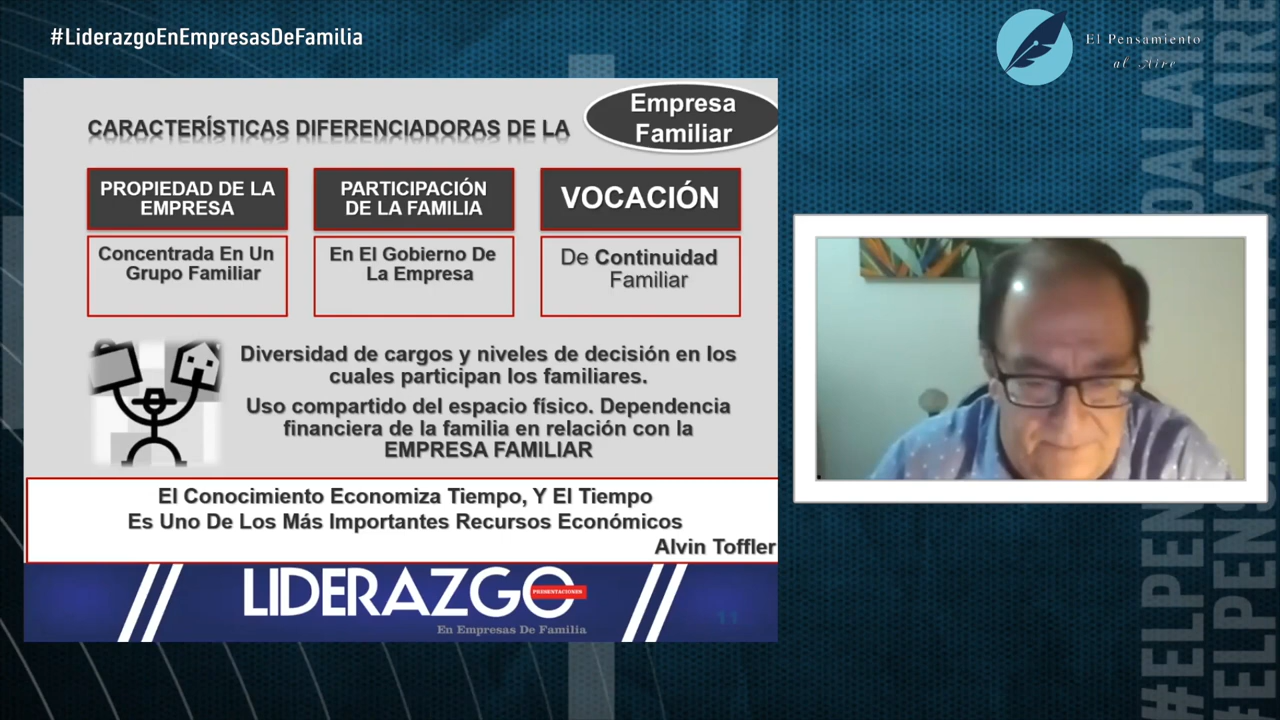 #LiderazgoEnEmpresasDeFamilia
El Pensamiento
al Aire
CARACTERÍSTICAS DIFERENCIADORAS DE LA
Empresa
Familiar
PROPIEDAD DE LA
EMPRESA
Concentrada En Un
Grupo Familiar
PARTICIPACIÓN
DE LA FAMILIA
En El Gobierno De
La Empresa
VOCACIÓN
De Continuidad
Familiar
Diversidad de cargos y niveles de decisión en los
cuales participan los familiares.
Uso compartido del espacio físico. Dependencia
financiera de la familia en relación con la
EMPRESA FAMILIAR
El Conocimiento Economiza Tiempo, Y El Tiempo
Es Uno De Los Más Importantes Recursos Económicos
Alvin Toffler
LIDERAZGO
PRESENTACIONES
En Empresas De Familia
11